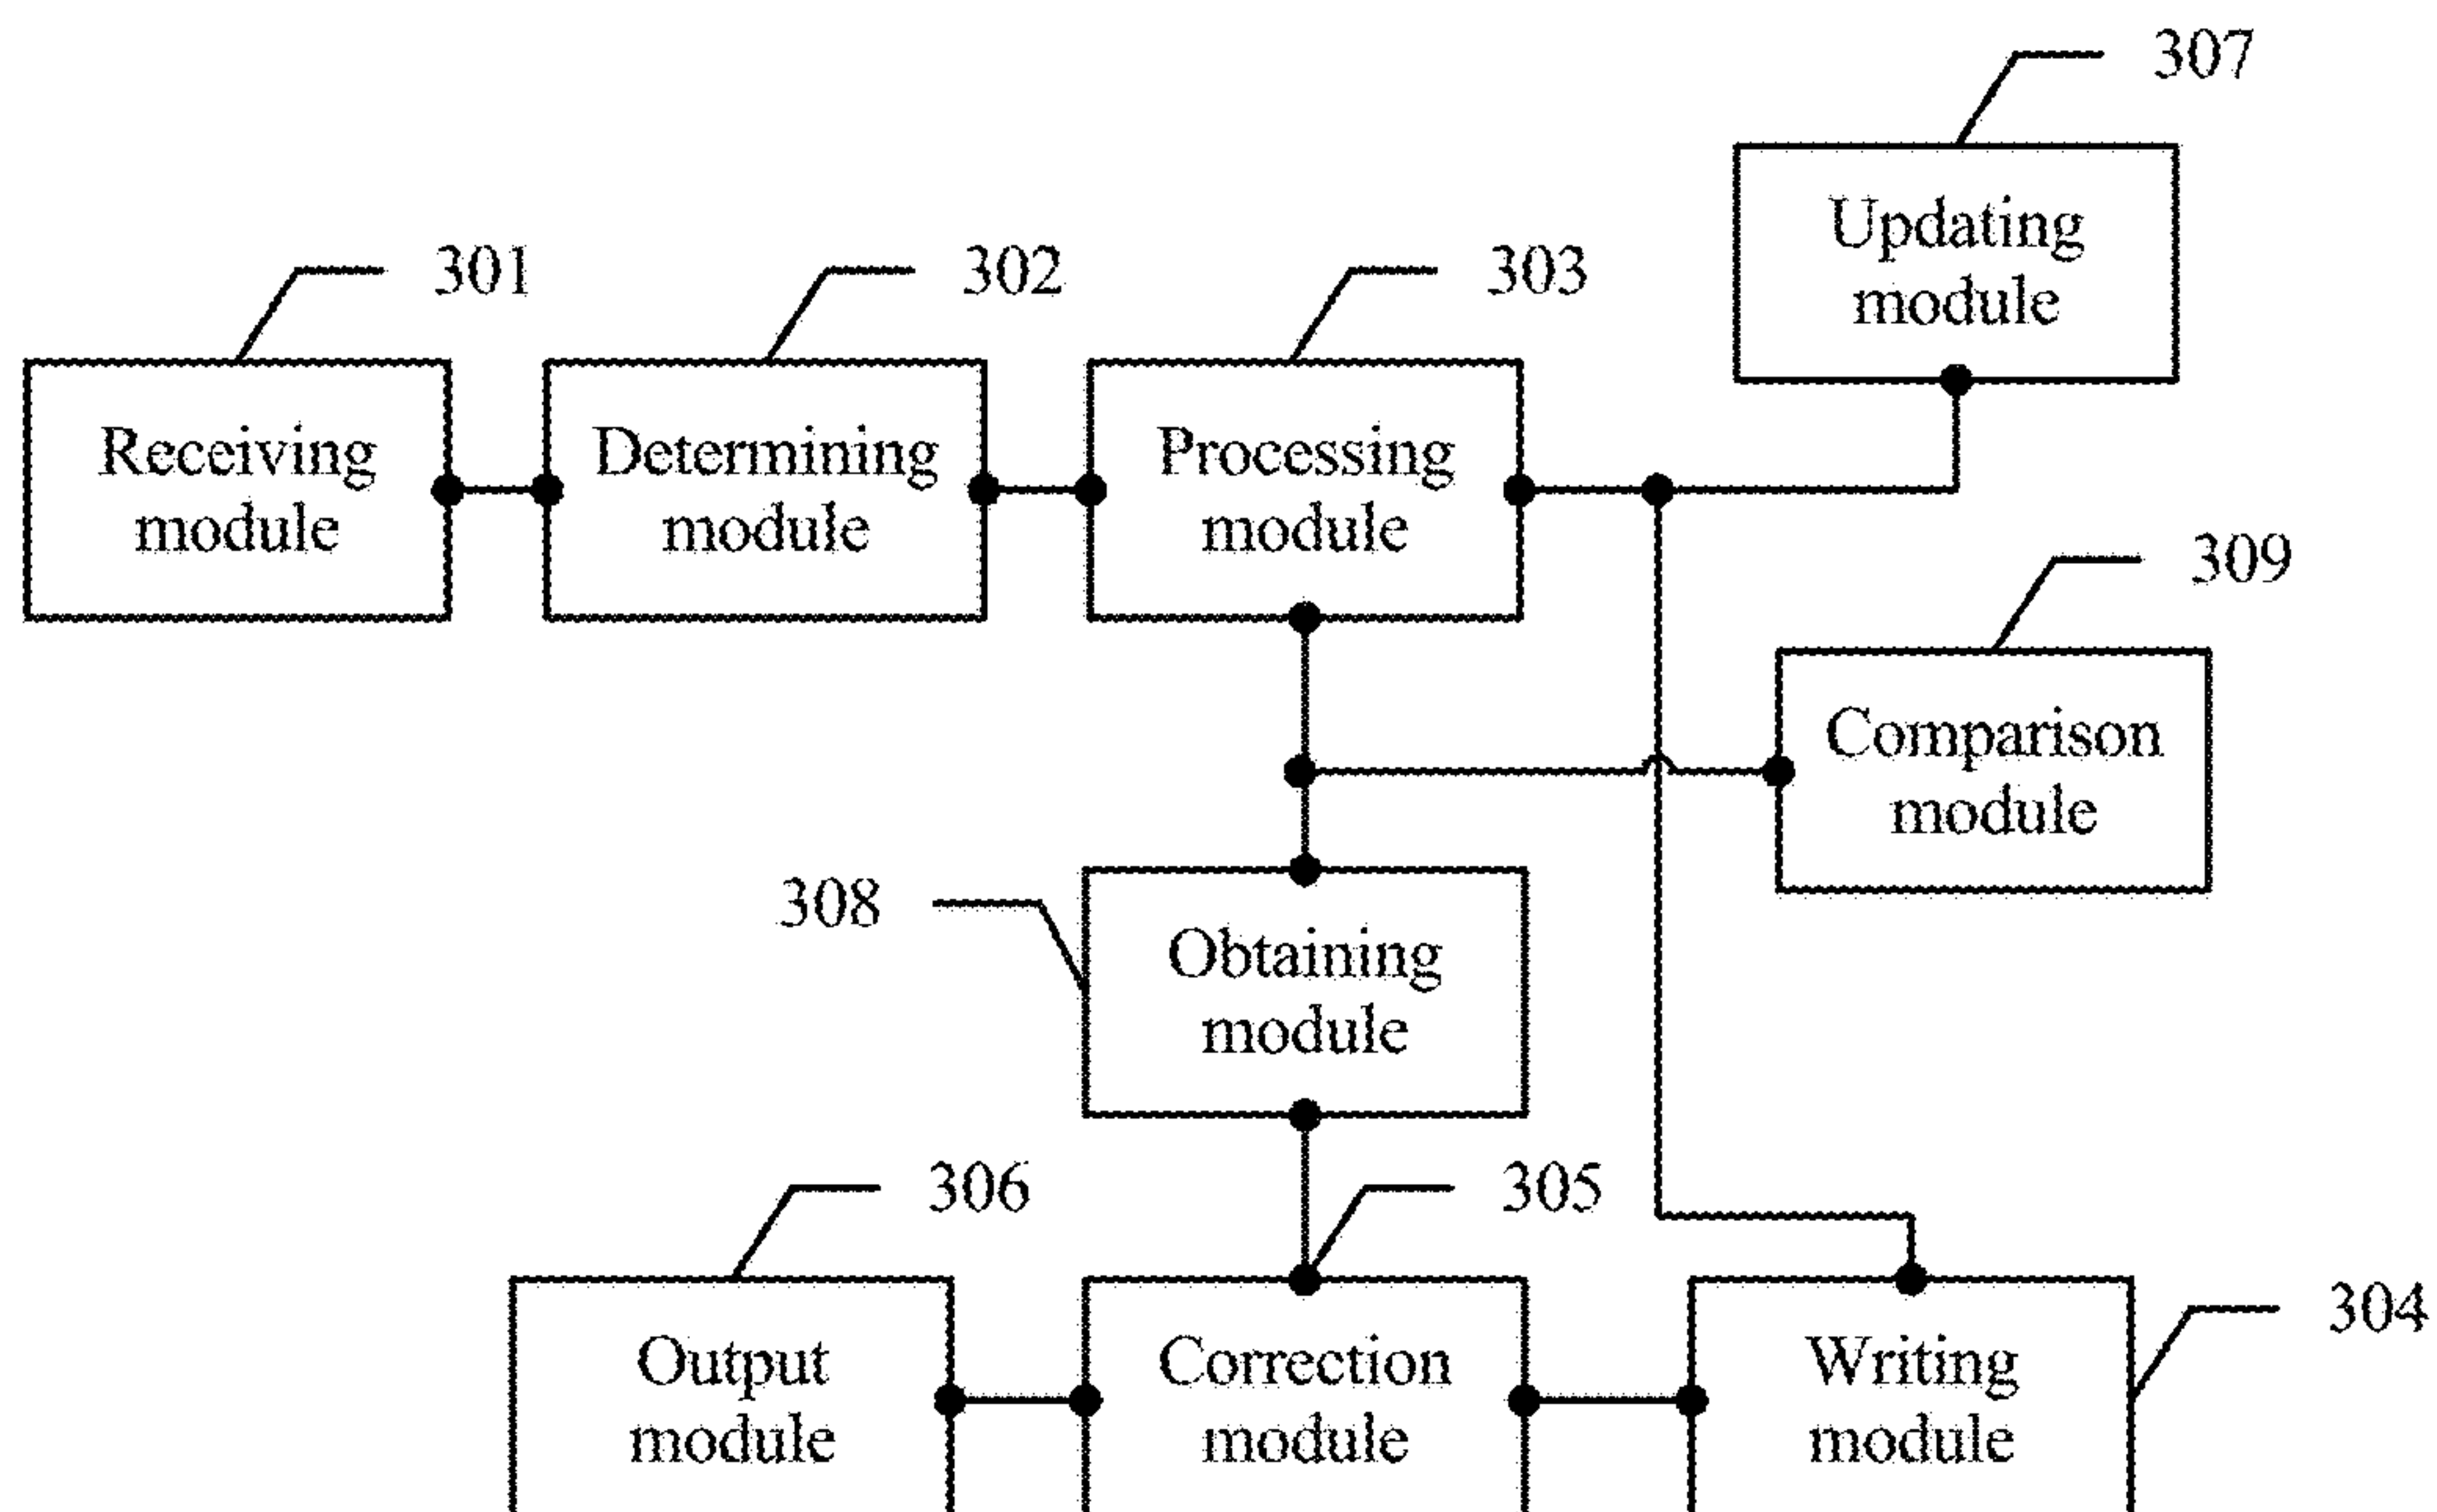 307
Updating
module
301
302
303
Receiving
module
Determining
module
Processing
module
309
Comparison
module
308
Obtaining
module
306
305
304
Output
module
Correction
module
Writing
module